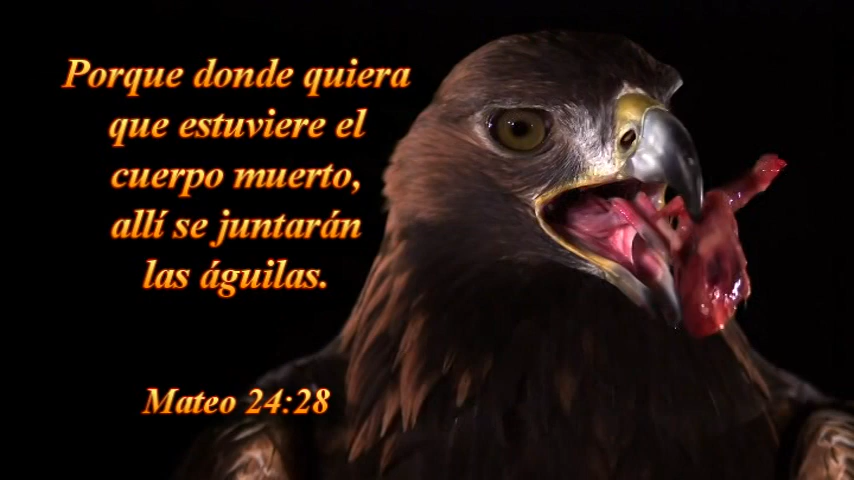 Porque donde quiera
que estuviere el
cuerpo muerto,
allí se juntarán
las águilas.
Mateo 24:28